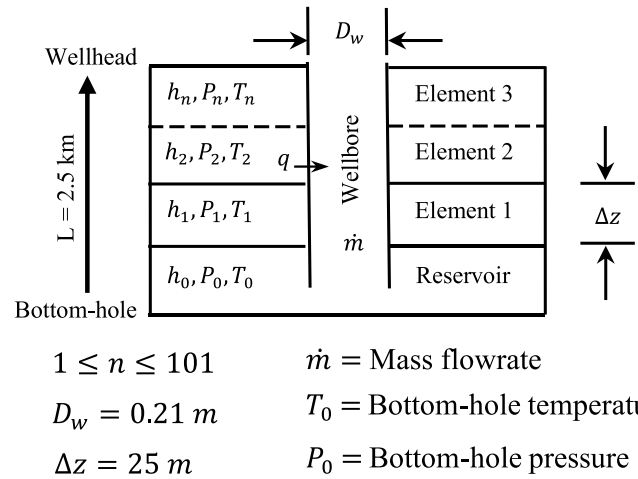 D_w
Wellhead
h_n, P_n, T_n
Element 3
h_2, P_2, T_2
q
Element 2
Wellbore
L = 2.5 km
h_1, P_1, T_1
Element 1
Δz
ṁ
h_0, P_0, T_0
Reservoir
Bottom-hole
1 ≤ n ≤ 101
ṁ = Mass flowrate
D_w = 0.21 m
T_0 = Bottom-hole temperatu
Δz = 25 m
P_0 = Bottom-hole pressure